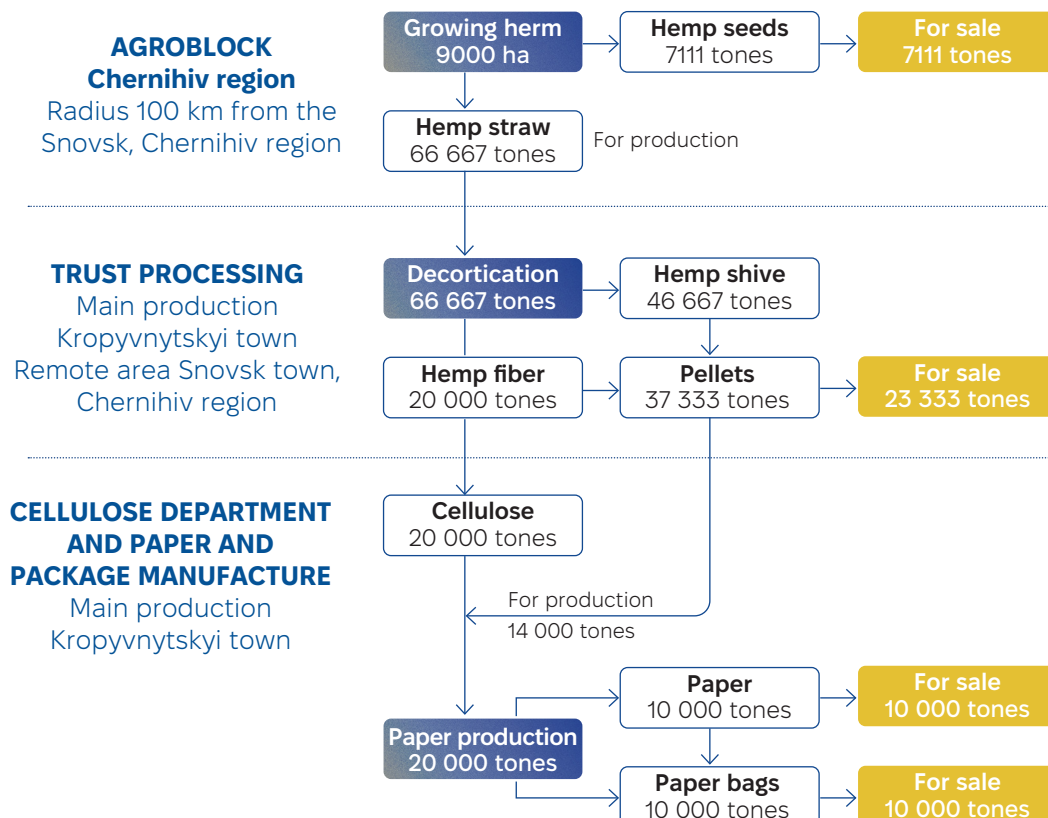 AGROBLOCK
Chernihiv region
Radius 100 km from the
Snovsk, Chernihiv region
Growing herm
9000 ha
Hemp seeds
7111 tones
For sale
7111 tones
Hemp straw
66 667 tones
For production
TRUST PROCESSING
Main production
Kropyvnytskyi town
Remote area Snovsk town,
Chernihiv region
Decortication
66 667 tones
Hemp shive
46 667 tones
Hemp fiber
20 000 tones
Pellets
37 333 tones
For sale
23 333 tones
CELLULOSE DEPARTMENT
AND PAPER AND
PACKAGE MANUFACTURE
Main production
Kropyvnytskyi town
Cellulose
20 000 tones
For production
14 000 tones
Paper production
20 000 tones
Paper
10 000 tones
For sale
10 000 tones
Paper bags
10 000 tones
For sale
10 000 tones